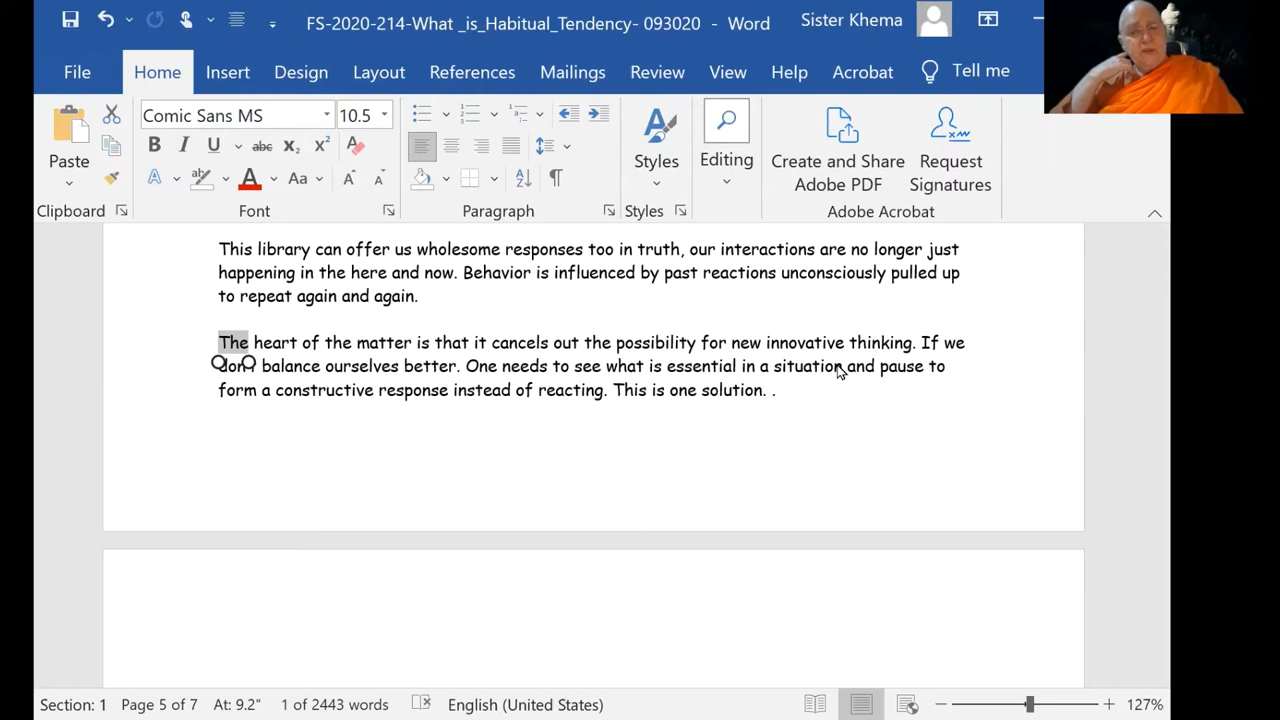 FS-2020-214-What _is_Habitual_Tendency- 093020 - Word
Sister Khema
File Home Insert Design Layout References Mailings Review View Help Acrobat Tell me
Comic Sans MS 10.5
Paste
B I U abc x₂ x²
A A Aa A A
Styles
Editing
Create and Share Adobe PDF
Request Signatures
Clipboard Font Paragraph Styles Adobe Acrobat
This library can offer us wholesome responses too in truth, our interactions are no longer just
happening in the here and now. Behavior is influenced by past reactions unconsciously pulled up
to repeat again and again.
The heart of the matter is that it cancels out the possibility for new innovative thinking. If we
balance ourselves better. One needs to see what is essential in a situation and pause to
form a constructive response instead of reacting. This is one solution. .
Section: 1 Page 5 of 7 At: 9.2" 1 of 2443 words English (United States) 127%